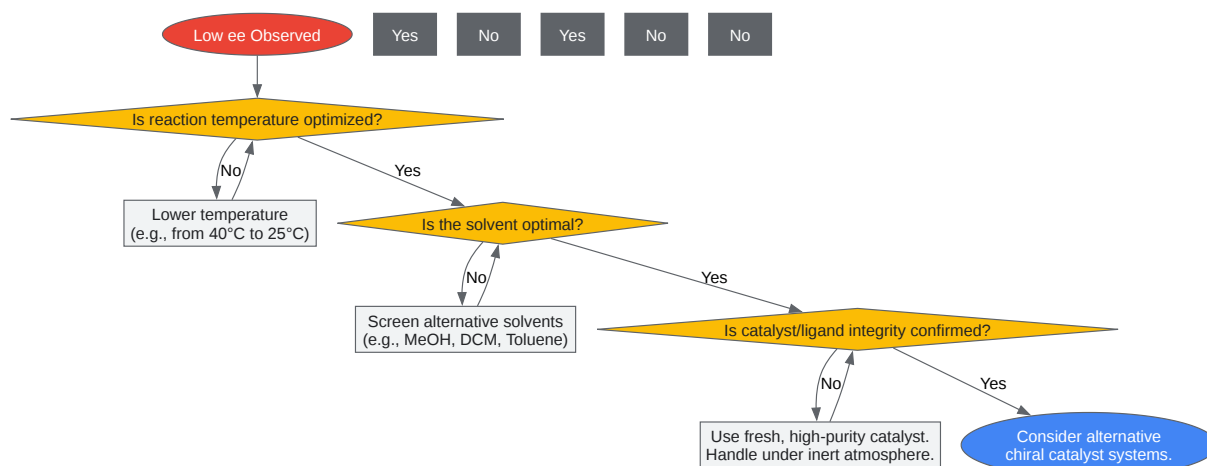 Low ee Observed
Yes
No
Yes
No
No
Is reaction temperature optimized?
No
Yes
Lower temperature
(e.g., from 40°C to 25°C)
Is the solvent optimal?
No
Yes
Screen alternative solvents
(e.g., MeOH, DCM, Toluene)
Is catalyst/ligand integrity confirmed?
No
Yes
Use fresh, high-purity catalyst.
Handle under inert atmosphere.
Consider alternative
chiral catalyst systems.